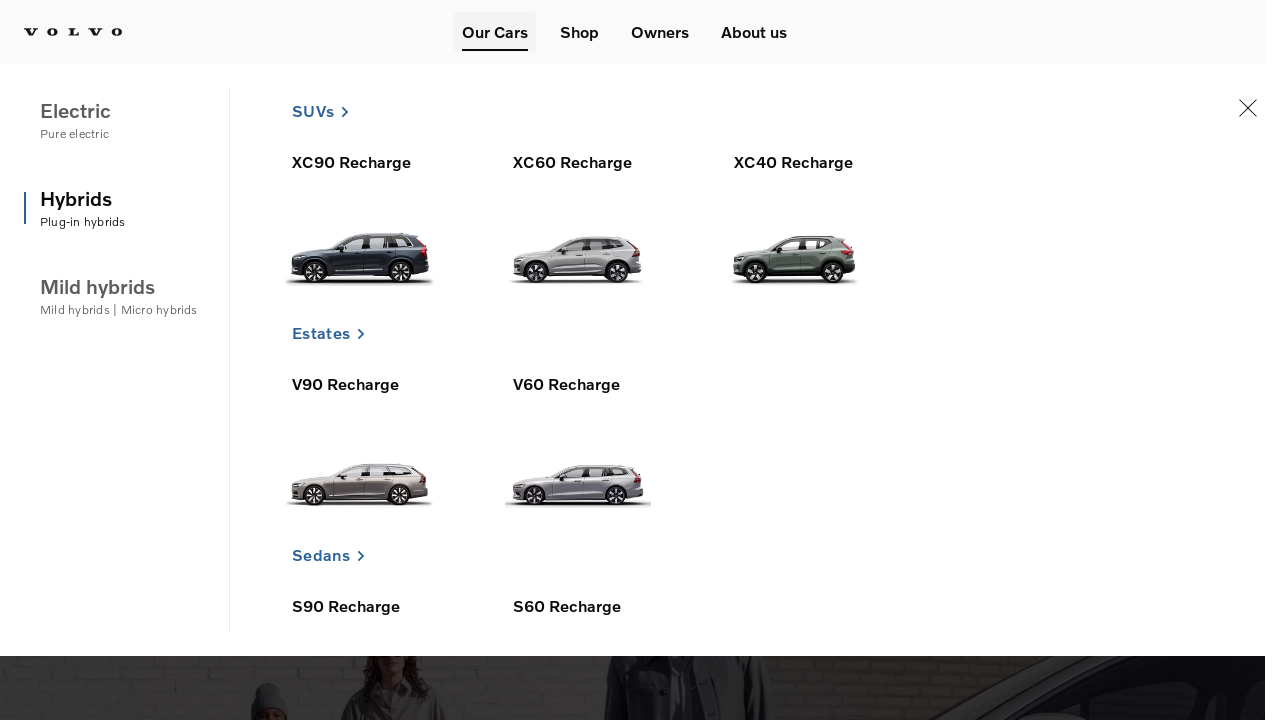 VOLVO
Our Cars
Shop
Owners
About us
Electric
Pure electric
Hybrids
Plug-in hybrids
Mild hybrids
Mild hybrids | Micro hybrids
SUVs
XC90 Recharge
XC60 Recharge
XC40 Recharge
Estates
V90 Recharge
V60 Recharge
Sedans
S90 Recharge
S60 Recharge